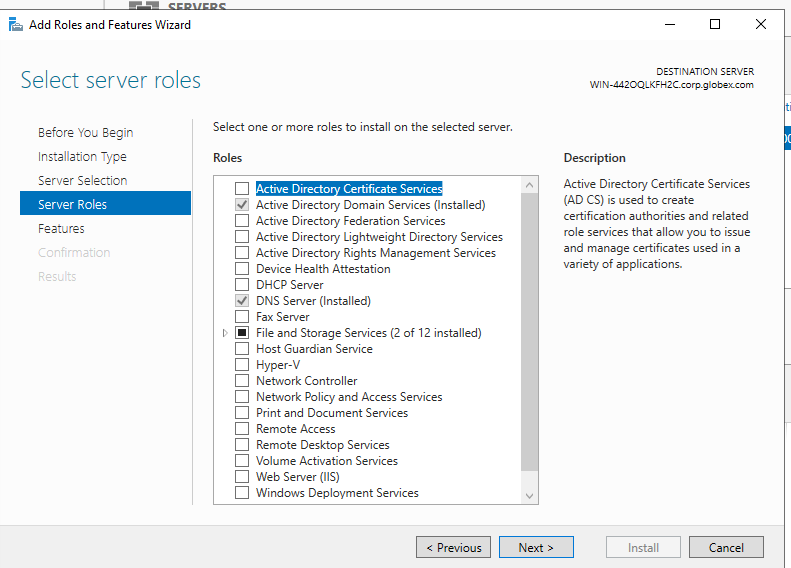 SERVERS
Add Roles and Features Wizard
Select server roles
DESTINATION SERVER
WIN-442OQLKFH2C.corp.globex.com
Before You Begin
Installation Type
Server Selection
Server Roles
Features
Confirmation
Results
Select one or more roles to install on the selected server.
Roles
Active Directory Certificate Services
Active Directory Domain Services (Installed)
Active Directory Federation Services
Active Directory Lightweight Directory Services
Active Directory Rights Management Services
Device Health Attestation
DHCP Server
DNS Server (Installed)
Fax Server
File and Storage Services (2 of 12 installed)
Host Guardian Service
Hyper-V
Network Controller
Network Policy and Access Services
Print and Document Services
Remote Access
Remote Desktop Services
Volume Activation Services
Web Server (IIS)
Windows Deployment Services
Description
Active Directory Certificate Services
(AD CS) is used to create
certification authorities and related
role services that allow you to issue
and manage certificates used in a
variety of applications.
< Previous
Next >
Install
Cancel